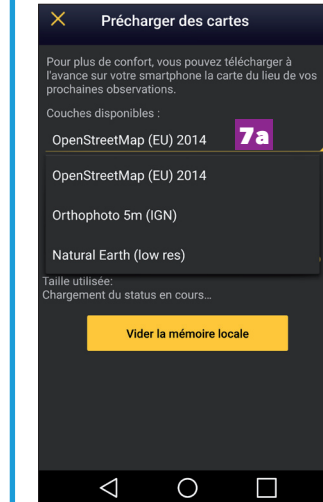 Précharger des cartes
Pour plus de confort, vous pouvez télécharger à
l'avance sur votre smartphone la carte du lieu de vos
prochaines observations.
Couches disponibles :
OpenStreetMap (EU) 2014
7a
OpenStreetMap (EU) 2014
Orthophoto 5m (IGN)
Natural Earth (low res)
Taille utilisée:
Chargement du status en cours...
Vider la mémoire locale